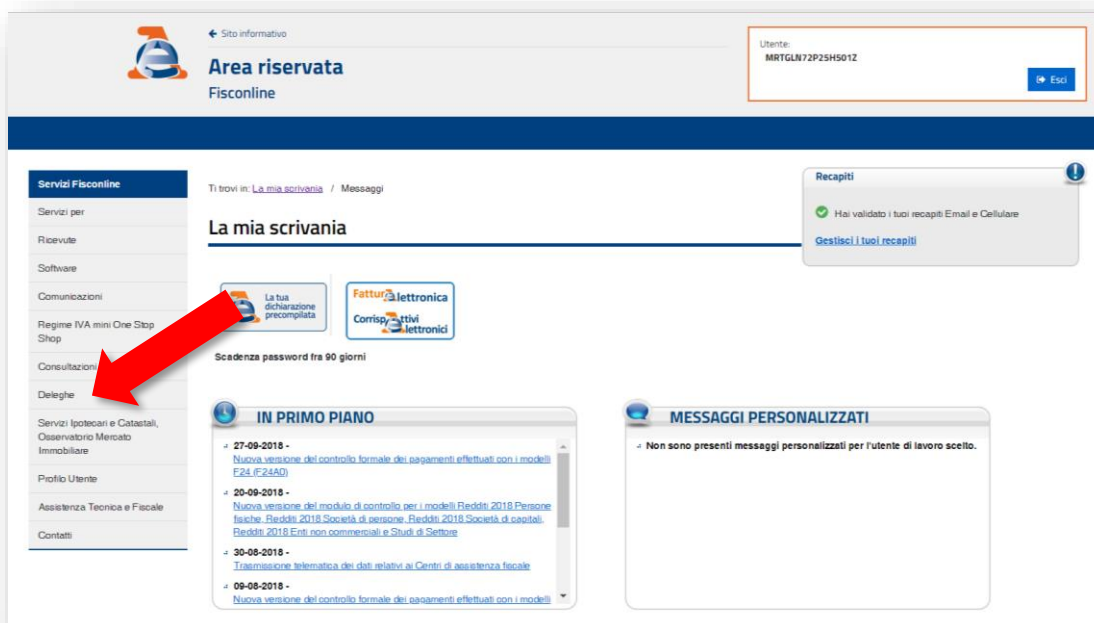 Sito informativo
Area riservata
Fisconline
Utente:
MRTGLN72P25H501Z
Esci
Servizi Fisconline
Servizi per
Ricevute
Software
Comunicazioni
Regime IVA mini One Stop
Shop
Consultazioni
Deleghe
Servizi Ipotecari e Catastali,
Osservatorio Mercato
Immobiliare
Profilo Utente
Assistenza Tecnica e Fiscale
Contatti
Ti trovi in: La mia scrivania / Messaggi
La mia scrivania
Recapiti
Hai validato i tuoi recapiti Email e Cellulare
Gestisci i tuoi recapiti
La tua
dichiarazione
precompilata
Fattur@ elettronica
Corrispettivi
elettronici
Scadenza password fra 90 giorni
IN PRIMO PIANO
27-09-2018 -
Nuova versione del controllo formale dei pagamenti effettuati con i modelli
F24 (F24A0)
20-09-2018 -
Nuova versione del modulo di controllo per i modelli Redditi 2018 Persone
fisiche, Redditi 2018 Società di persone, Redditi 2018 Società di capitali,
Redditi 2018 Enti non commerciali e Studi di Settore
30-08-2018 -
Trasmissione telematica dei dati relativi ai Centri di assistenza fiscale
09-08-2018 -
Nuova versione del controllo formale dei pagamenti effettuati con i modelli
MESSAGGI PERSONALIZZATI
Non sono presenti messaggi personalizzati per l'utente di lavoro scelto.